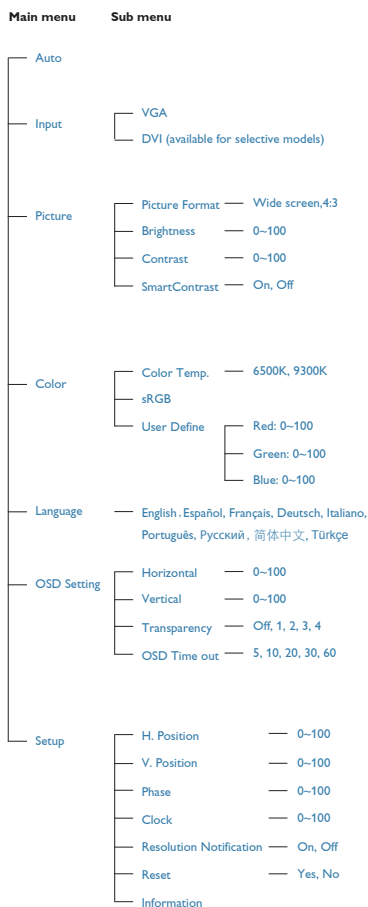 Main menu Sub menu
Auto
Input
VGA
DVI (available for selective models)
Picture
Picture Format Wide screen,4:3
Brightness 0~100
Contrast 0~100
SmartContrast On, Off
Color
Color Temp. 6500K, 9300K
sRGB
User Define Red: 0~100
Green: 0~100
Blue: 0~100
Language English, Español, Français, Deutsch, Italiano,
Português, Русский, 简体中文, Türkçe
OSD Setting
Horizontal 0~100
Vertical 0~100
Transparency Off, 1, 2, 3, 4
OSD Time out 5, 10, 20, 30, 60
Setup
H. Position 0~100
V. Position 0~100
Phase 0~100
Clock 0~100
Resolution Notification On, Off
Reset Yes, No
Information